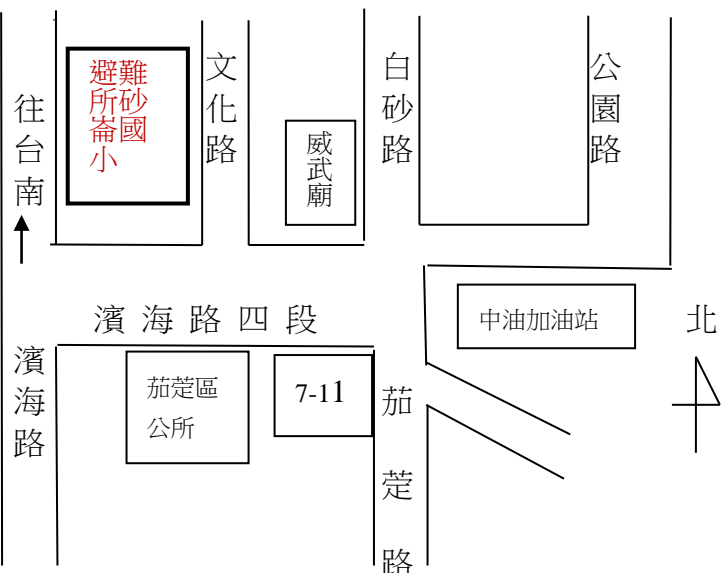 避難
所砂
崙國
小
文化路
白砂路
公園路
往台南
威武廟
濱海路四段
中油加油站
北
濱海路
茄萣區
公所
7-11
茄萣路